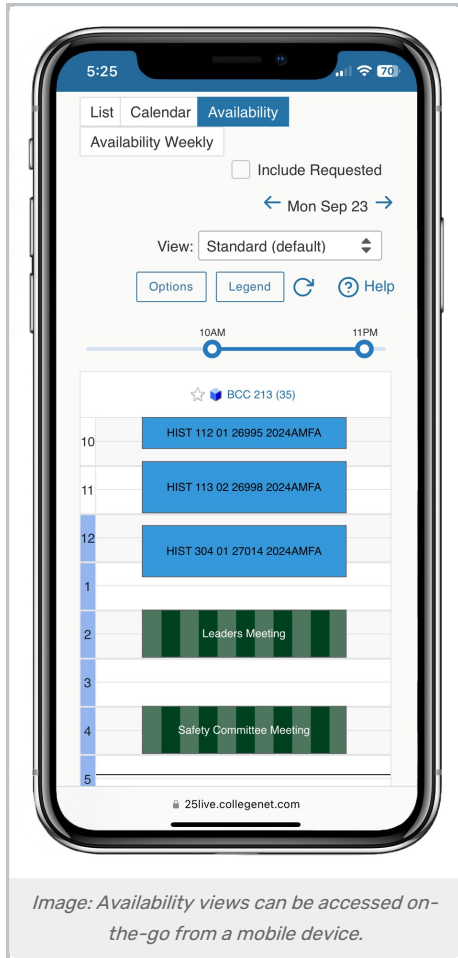 5:25
70
List Calendar Availability
Availability Weekly
Include Requested
← Mon Sep 23 →
View: Standard (default)
Options Legend Help
10AM 11PM
BCC 213 (35)
HIST 112 01 26995 2024AMFA
10
HIST 113 02 26998 2024AMFA
11
12
HIST 304 01 27014 2024AMFA
1
2 Leaders Meeting
3
4 Safety Committee Meeting
5
25live.collegenet.com
Image: Availability views can be accessed on-
the-go from a mobile device.